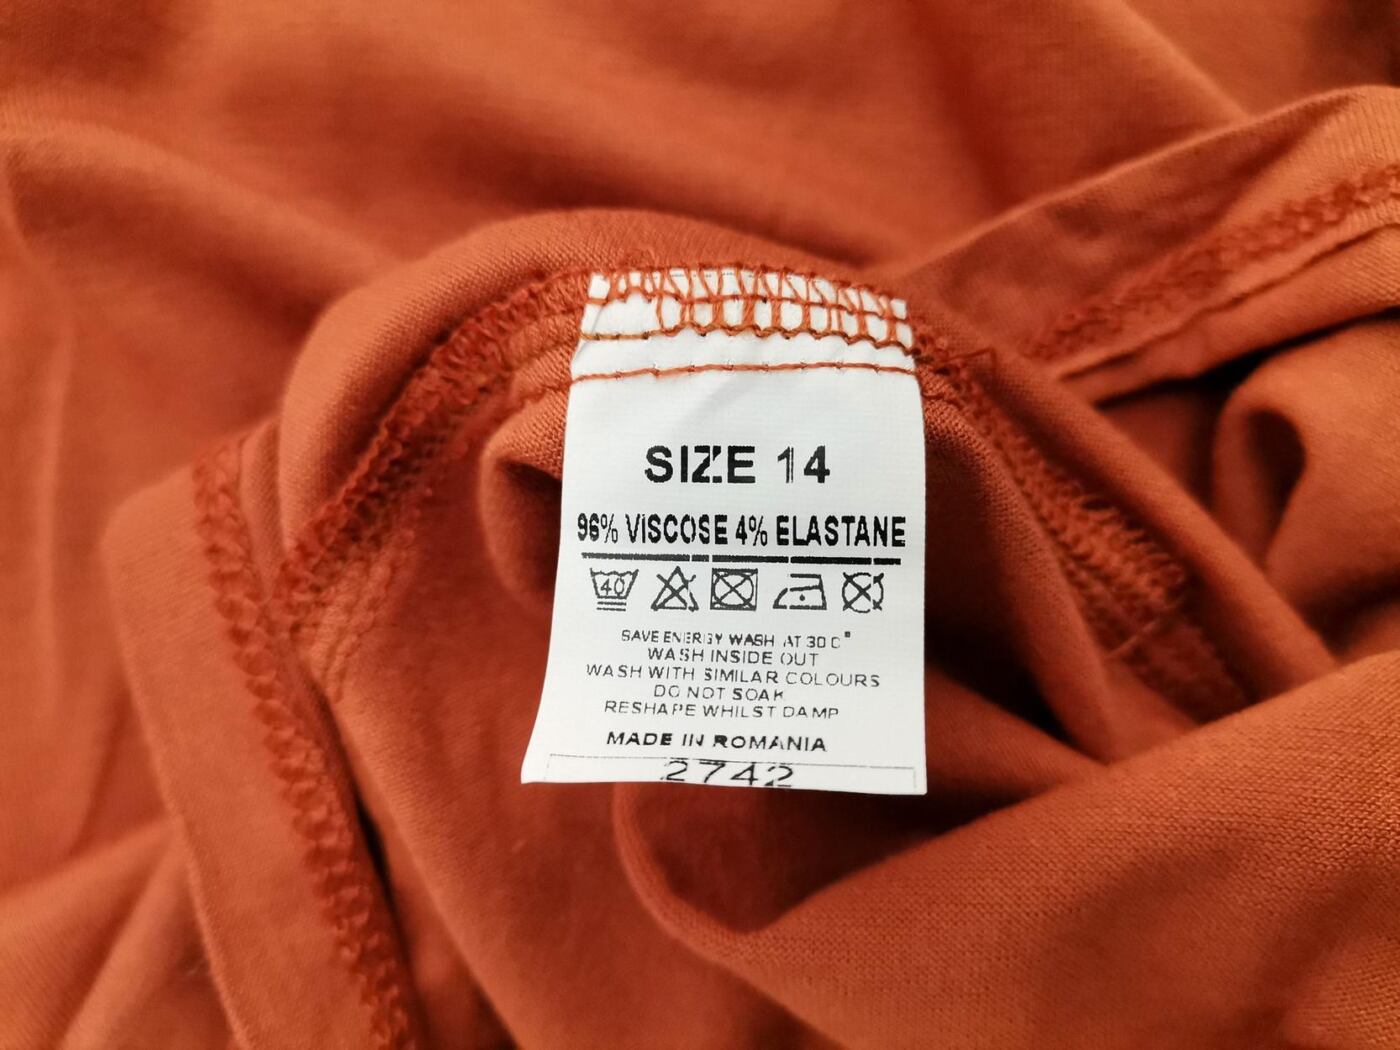 SIZE 14
96% VISCOSE 4% ELASTANE
40
SAVE ENERGY WASH AT 30 C°
WASH INSIDE OUT
WASH WITH SIMILAR COLOURS
DO NOT SOAK
RESHAPE WHILST DAMP
MADE IN ROMANIA
2742